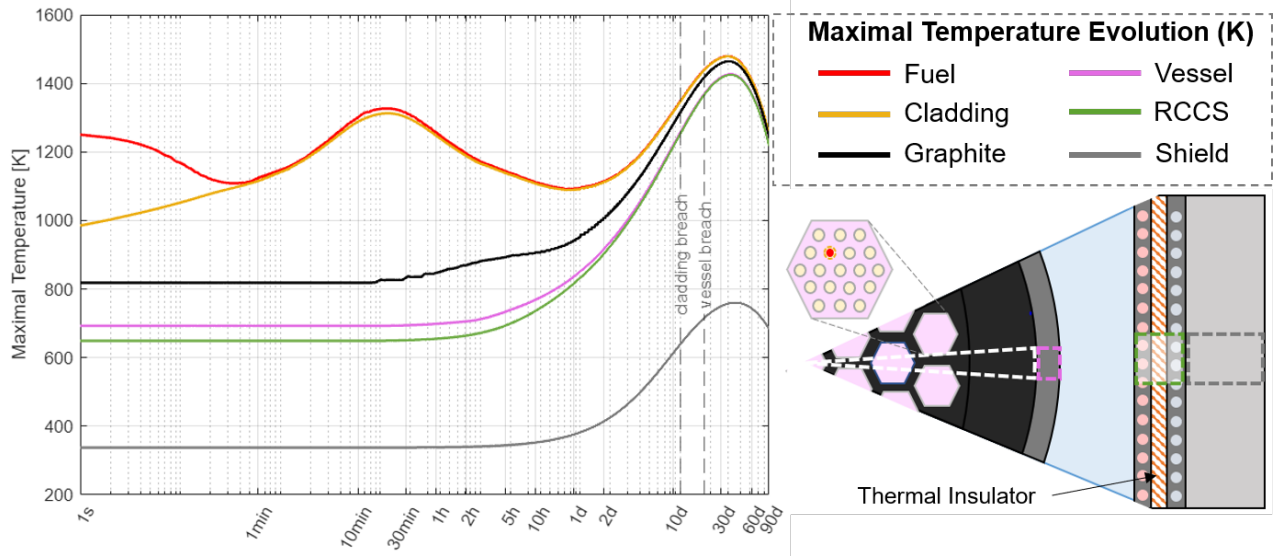 1600
1400
1200
1000
800
600
400
200
Maximal Temperature [K]
cladding breach
vessel breach
1s
1min
10min
30min
1h
2h
5h
10h
1d
2d
10d
30d
60d
90d
Maximal Temperature Evolution (K)
Fuel
Vessel
Cladding
RCCS
Graphite
Shield
Thermal Insulator